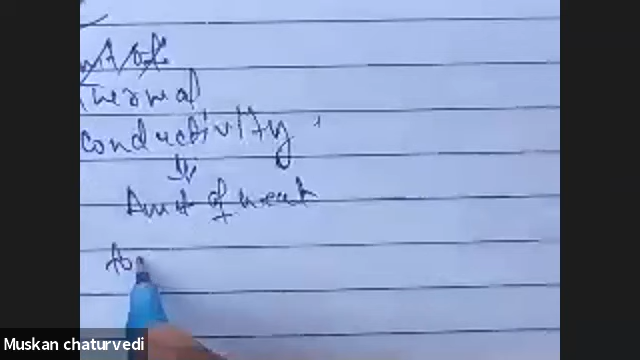 Thermal
conductivity
Amt of heat
Muskan chaturvedi